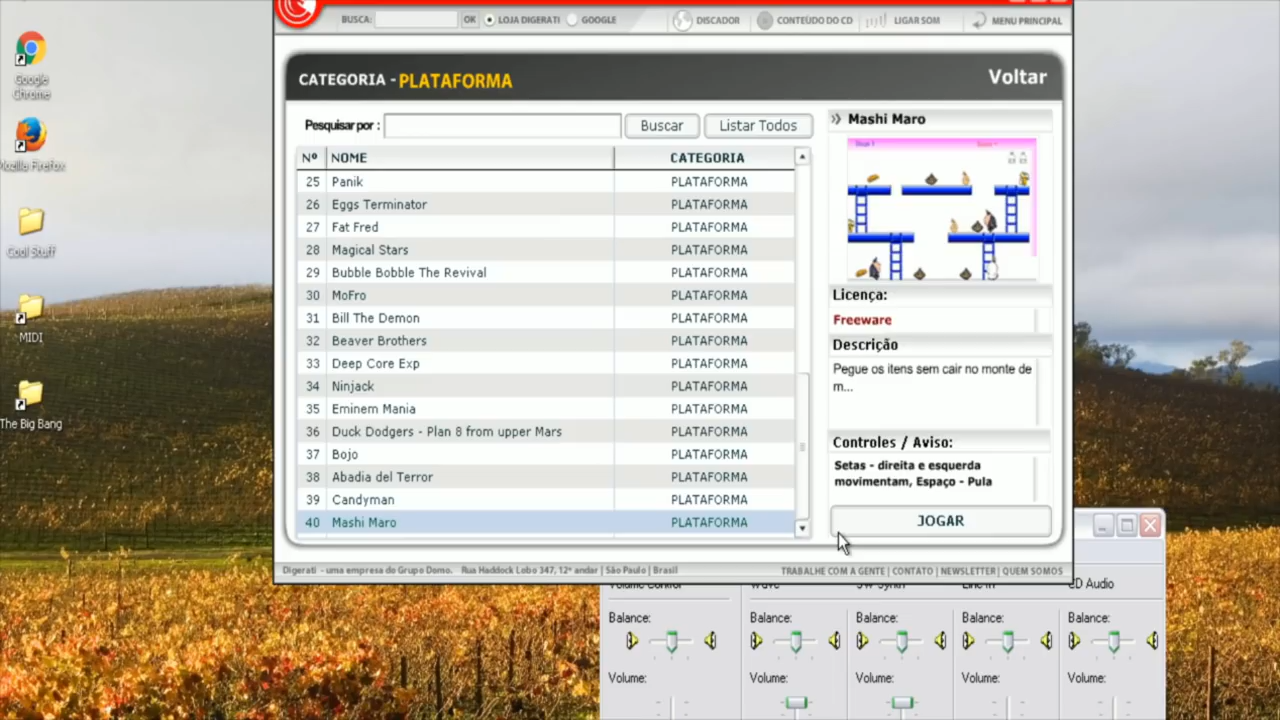 BUSCA:
OK
LOJA DIGERATI
GOOGLE
DISCADOR
CONTEÚDO DO CD
LIGAR SOM
MENU PRINCIPAL
Google Chrome
Mozilla Firefox
Cool Stuff
MIDI
The Big Bang
CATEGORIA - PLATAFORMA
Voltar
Pesquisar por :
Buscar
Listar Todos
Nº NOME CATEGORIA
25 Panik PLATAFORMA
26 Eggs Terminator PLATAFORMA
27 Fat Fred PLATAFORMA
28 Magical Stars PLATAFORMA
29 Bubble Bobble The Revival PLATAFORMA
30 MoFro PLATAFORMA
31 Bill The Demon PLATAFORMA
32 Beaver Brothers PLATAFORMA
33 Deep Core Exp PLATAFORMA
34 Ninjack PLATAFORMA
35 Eminem Mania PLATAFORMA
36 Duck Dodgers - Plan 8 from upper Mars PLATAFORMA
37 Bojo PLATAFORMA
38 Abadia del Terror PLATAFORMA
39 Candyman PLATAFORMA
40 Mashi Maro PLATAFORMA
Mashi Maro
Licença:
Freeware
Descrição
Pegue os itens sem cair no monte de
m...
Controles / Aviso:
Setas - direita e esquerda
movimentam, Espaço - Pula
JOGAR
Digerati - uma empresa do Grupo Domo. Rua Haddock Lobo 347, 12º andar | São Paulo | Brasil
TRABALHE COM A GENTE | CONTATO | NEWSLETTER | QUEM SOMOS
Volume Control Wave SW Synth Line In CD Audio
Balance: Balance: Balance: Balance: Balance:
Volume: Volume: Volume: Volume: Volume: